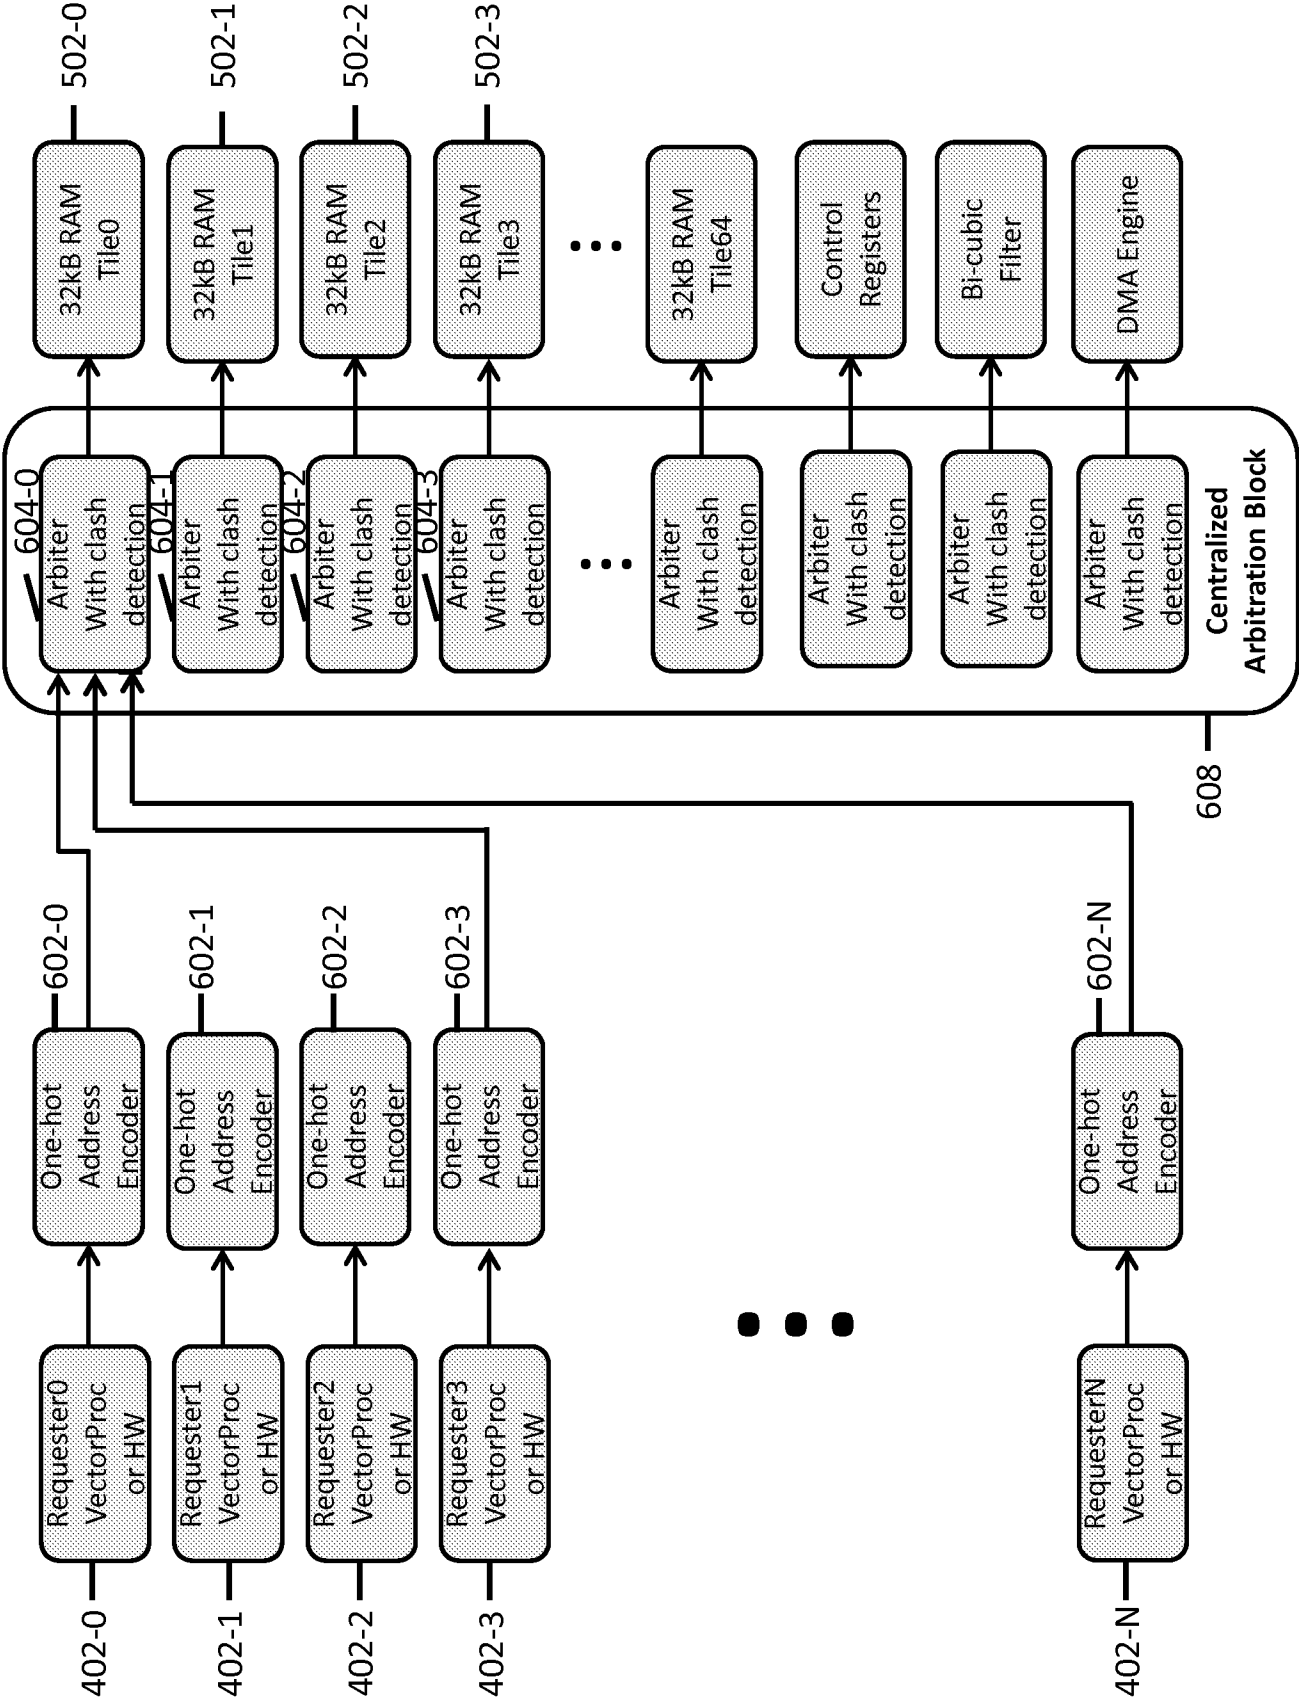 402-0
Requester0
VectorProc
or HW
One-hot
Address
Encoder
602-0
604-0
Arbiter
With clash
detection
32kB RAM
Tile0
502-0
402-1
Requester1
VectorProc
or HW
One-hot
Address
Encoder
602-1
604-1
Arbiter
With clash
detection
32kB RAM
Tile1
502-1
402-2
Requester2
VectorProc
or HW
One-hot
Address
Encoder
602-2
604-2
Arbiter
With clash
detection
32kB RAM
Tile2
502-2
402-3
Requester3
VectorProc
or HW
One-hot
Address
Encoder
602-3
604-3
Arbiter
With clash
detection
32kB RAM
Tile3
502-3
•••
•••
•••
Arbiter
With clash
detection
32kB RAM
Tile64
Arbiter
With clash
detection
Control
Registers
Arbiter
With clash
detection
Bi-cubic
Filter
402-N
RequesterN
VectorProc
or HW
One-hot
Address
Encoder
602-N
Arbiter
With clash
detection
DMA Engine
608
Centralized
Arbitration Block